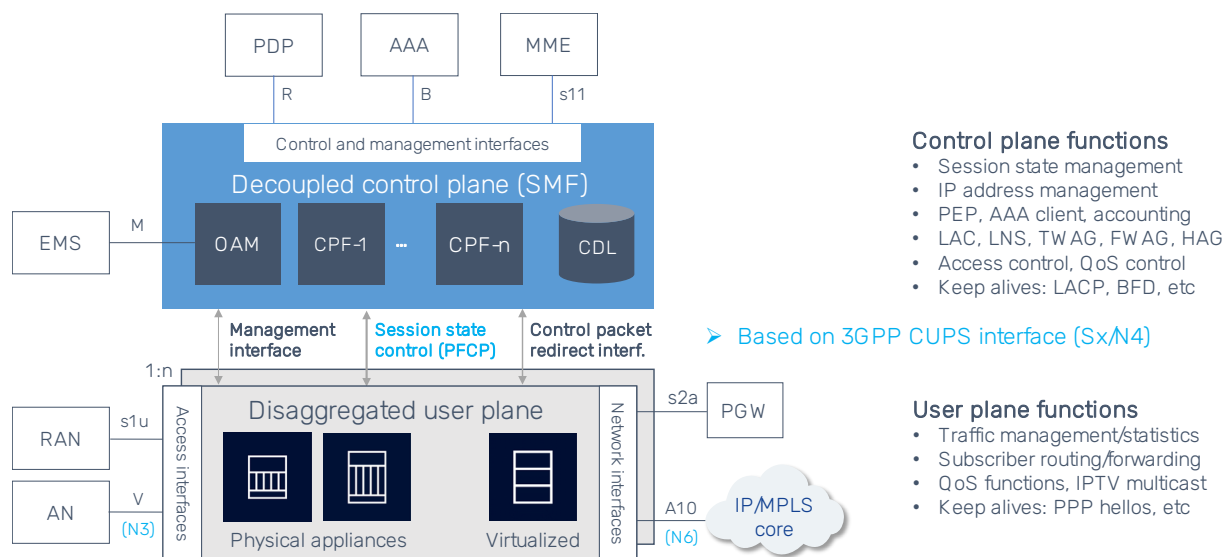 PDP
AAA
MME
R
B
s11
Control and management interfaces
Decoupled control plane (SMF)
EMS
M
OAM
CPF-1
...
CPF-n
CDL
Management
interface
Session state
control (PFCP)
Control packet
redirect interf.
1:n
Disaggregated user plane
Access interfaces
Network interfaces
RAN
s1u
AN
V
(N3)
Physical appliances
Virtualized
s2a
PGW
A10
(N6)
IP/MPLS
core
Control plane functions
• Session state management
• IP address management
• PEP, AAA client, accounting
• LAC, LNS, TWAG, FWAG, HAG
• Access control, QoS control
• Keep alives: LACP, BFD, etc
➢ Based on 3GPP CUPS interface (Sx/N4)
User plane functions
• Traffic management/statistics
• Subscriber routing/forwarding
• QoS functions, IPTV multicast
• Keep alives: PPP hellos, etc